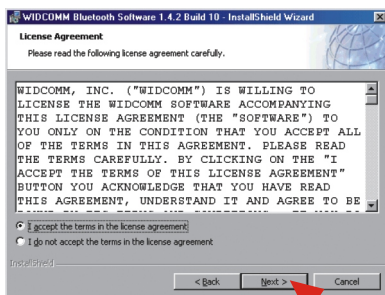 WIDCOMM Bluetooth Software 1.4.2 Build 10 - InstallShield Wizard
License Agreement
Please read the following license agreement carefully.
WIDCOMM, INC. ("WIDCOMM") IS WILLING TO
LICENSE THE WIDCOMM SOFTWARE ACCOMPANYING
THIS LICENSE AGREEMENT (THE "SOFTWARE") TO
YOU ONLY ON THE CONDITION THAT YOU ACCEPT ALL
OF THE TERMS IN THIS AGREEMENT. PLEASE READ
THE TERMS CAREFULLY. BY CLICKING ON THE "I
ACCEPT THE TERMS OF THIS LICENSE AGREEMENT"
BUTTON YOU ACKNOWLEDGE THAT YOU HAVE READ
THIS AGREEMENT, UNDERSTAND IT AND AGREE TO BE
I accept the terms in the license agreement
I do not accept the terms in the license agreement
InstallShield
< Back Next > Cancel